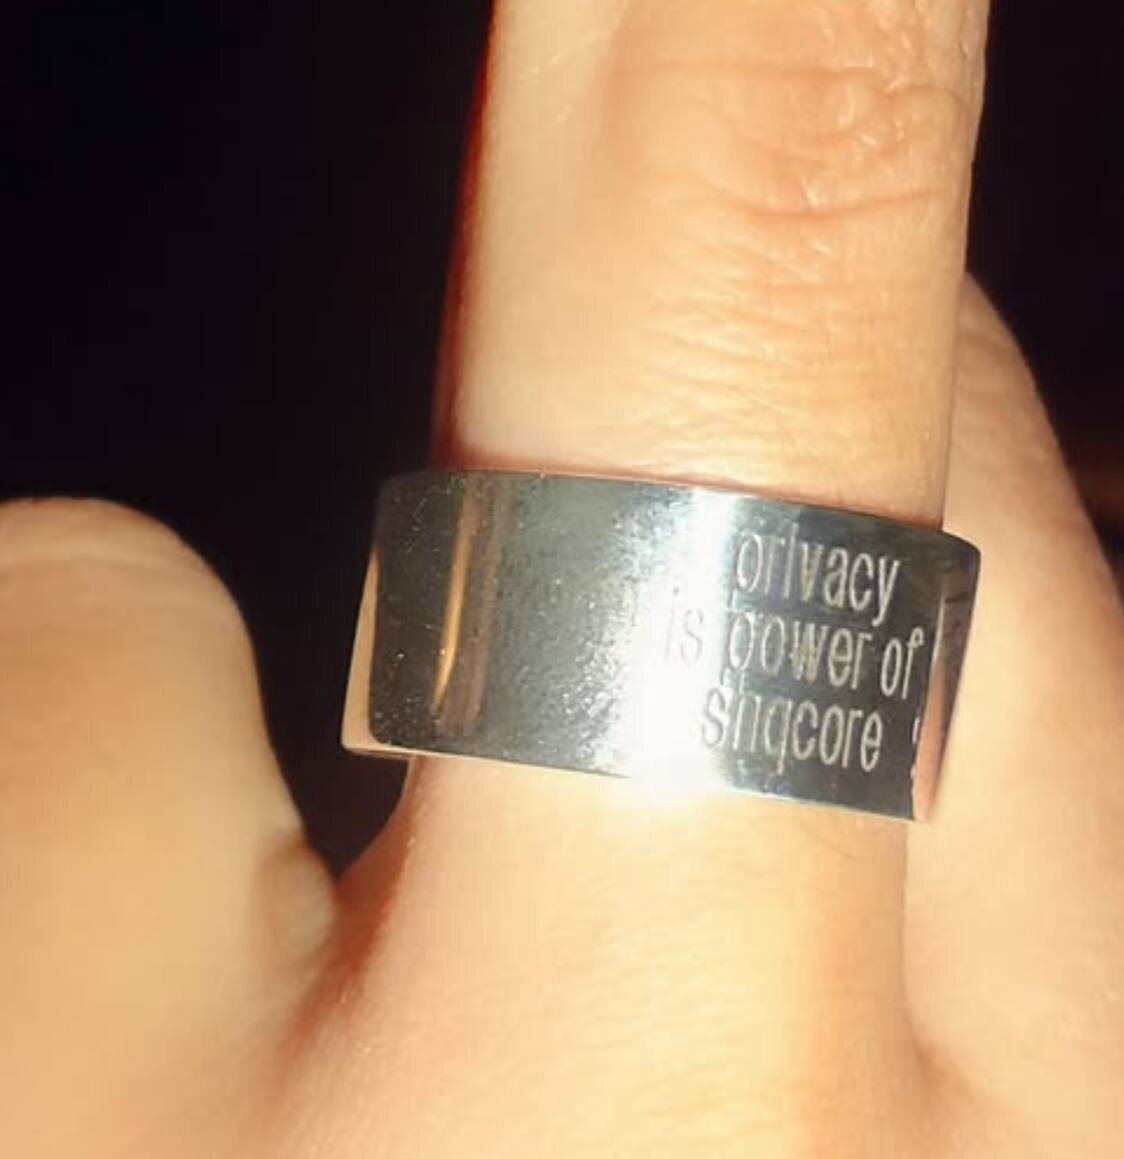 privacy
is power of
shqcore